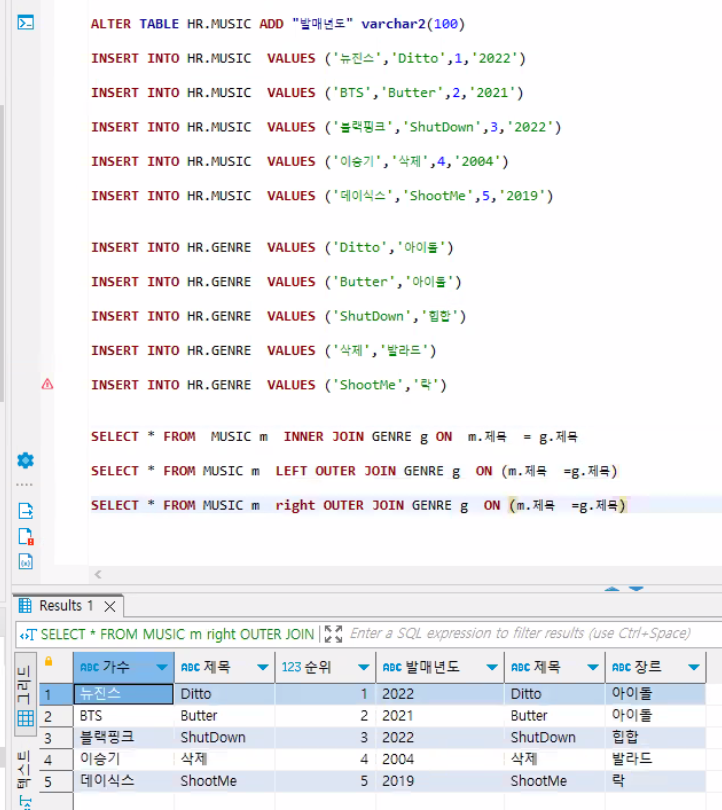 ALTER TABLE HR.MUSIC ADD "발매년도" varchar2(100)
INSERT INTO HR.MUSIC  VALUES ('뉴진스','Ditto',1,'2022')
INSERT INTO HR.MUSIC  VALUES ('BTS','Butter',2,'2021')
INSERT INTO HR.MUSIC  VALUES ('블랙핑크','ShutDown',3,'2022')
INSERT INTO HR.MUSIC  VALUES ('이승기','삭제',4,'2004')
INSERT INTO HR.MUSIC  VALUES ('데이식스','ShootMe',5,'2019')
INSERT INTO HR.GENRE  VALUES ('Ditto','아이돌')
INSERT INTO HR.GENRE  VALUES ('Butter','아이돌')
INSERT INTO HR.GENRE  VALUES ('ShutDown','힙합')
INSERT INTO HR.GENRE  VALUES ('삭제','발라드')
INSERT INTO HR.GENRE  VALUES ('ShootMe','락')
SELECT * FROM  MUSIC m  INNER JOIN GENRE g ON  m.제목  = g.제목
SELECT * FROM MUSIC m  LEFT OUTER JOIN GENRE g  ON (m.제목  =g.제목)
SELECT * FROM MUSIC m  right OUTER JOIN GENRE g  ON (m.제목  =g.제목)
Results 1
SELECT * FROM MUSIC m right OUTER JOIN Enter a SQL expression to filter results (use Ctrl+Space)
그리드
텍스트
ABC 가수 ABC 제목 123 순위 ABC 발매년도 ABC 제목 ABC 장르
1 뉴진스 Ditto 1 2022 Ditto 아이돌
2 BTS Butter 2 2021 Butter 아이돌
3 블랙핑크 ShutDown 3 2022 ShutDown 힙합
4 이승기 삭제 4 2004 삭제 발라드
5 데이식스 ShootMe 5 2019 ShootMe 락